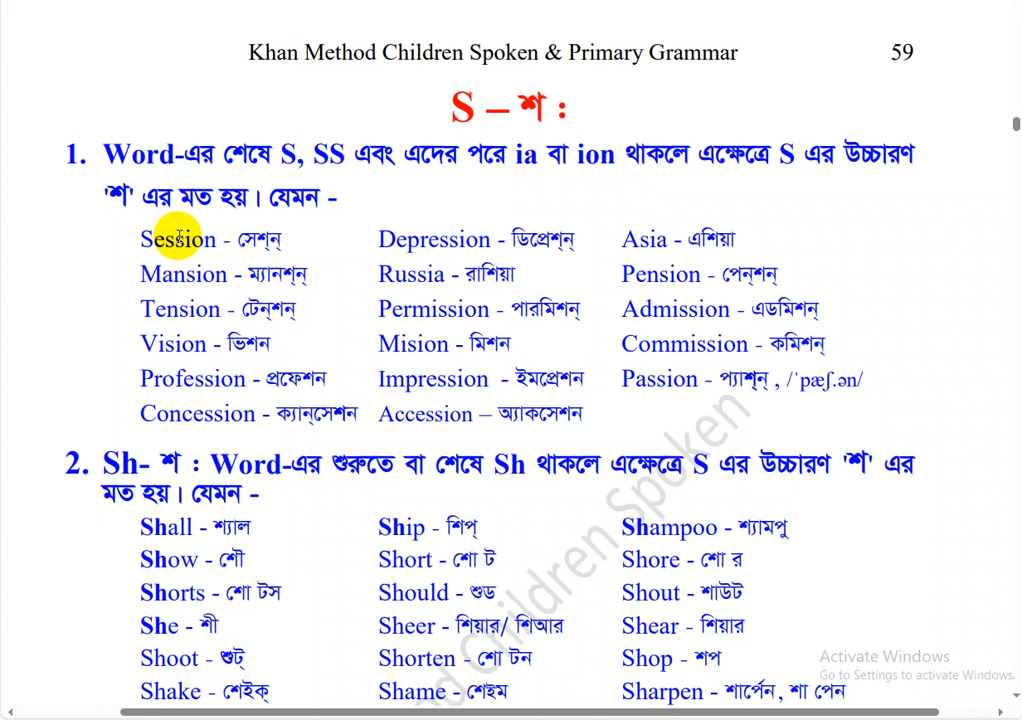 Khan Method Children Spoken & Primary Grammar 59
S – শ :
1. Word-এর শেষে S, SS এবং এদের পরে ia বা ion থাকলে এক্ষেত্রে S এর উচ্চারণ
'শ' এর মত হয়। যেমন -
Session - সেশ্ন্ Depression - ডিপ্রেশ্ন্ Asia - এশিয়া
Mansion - ম্যানশ্ন্ Russia - রাশিয়া Pension - পেন্শন্
Tension - টেন্শন্ Permission - পারমিশন্ Admission - এডমিশন্
Vision - ভিশন Mision - মিশন Commission - কমিশন্
Profession - প্রফেশন Impression - ইমপ্রেশন Passion - প্যাশ্ন্ , /ˈpæʃ.ən/
Concession - ক্যান্সেশন Accession – অ্যাকসেশন
2. Sh- শ : Word-এর শুরুতে বা শেষে Sh থাকলে এক্ষেত্রে S এর উচ্চারণ 'শ' এর
মত হয়। যেমন -
Shall - শ্যাল Ship - শিপ্ Shampoo - শ্যামপু
Show - শৌ Short - শো ট Shore - শো র
Shorts - শো টস Should - শুড Shout - শাউট
She - শী Sheer - শিয়ার/ শিআর Shear - শিয়ার
Shoot - শুট্ Shorten - শো টন Shop - শপ
Shake - শেইক্ Shame - শেইম Sharpen - শার্পেন, শা পেন
d Children Spoken
Activate Windows
Go to Settings to activate Windows.